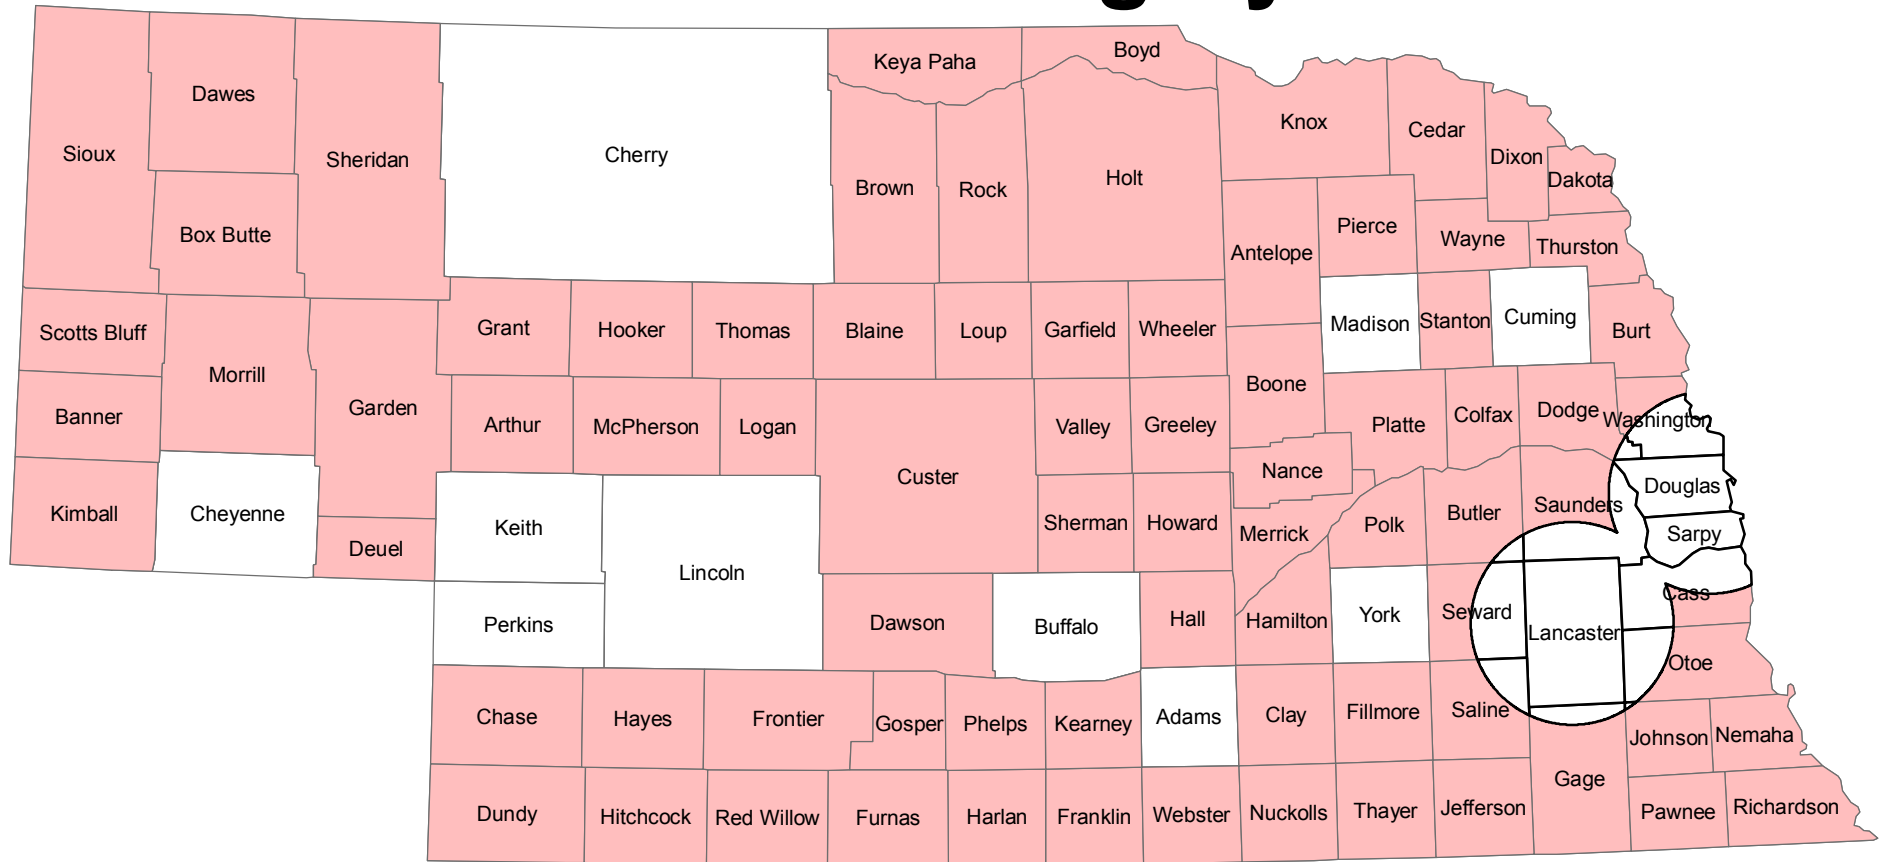 Keya Paha
Boyd
Dawes
Knox
Cedar
Sioux
Sheridan
Cherry
Dixon
Dakota
Brown
Rock
Holt
Box Butte
Pierce
Wayne
Thurston
Antelope
Scotts Bluff
Grant
Hooker
Thomas
Blaine
Loup
Garfield
Wheeler
Madison
Stanton
Cuming
Burt
Morrill
Boone
Banner
Garden
Arthur
McPherson
Logan
Valley
Greeley
Platte
Colfax
Dodge
Washington
Custer
Nance
Kimball
Cheyenne
Keith
Sherman
Howard
Merrick
Polk
Butler
Saunders
Douglas
Sarpy
Deuel
Lincoln
Perkins
Dawson
Buffalo
Hall
Hamilton
York
Seward
Lancaster
Cass
Otoe
Chase
Hayes
Frontier
Gosper
Phelps
Kearney
Adams
Clay
Fillmore
Saline
Johnson
Nemaha
Gage
Dundy
Hitchcock
Red Willow
Furnas
Harlan
Franklin
Webster
Nuckolls
Thayer
Jefferson
Pawnee
Richardson